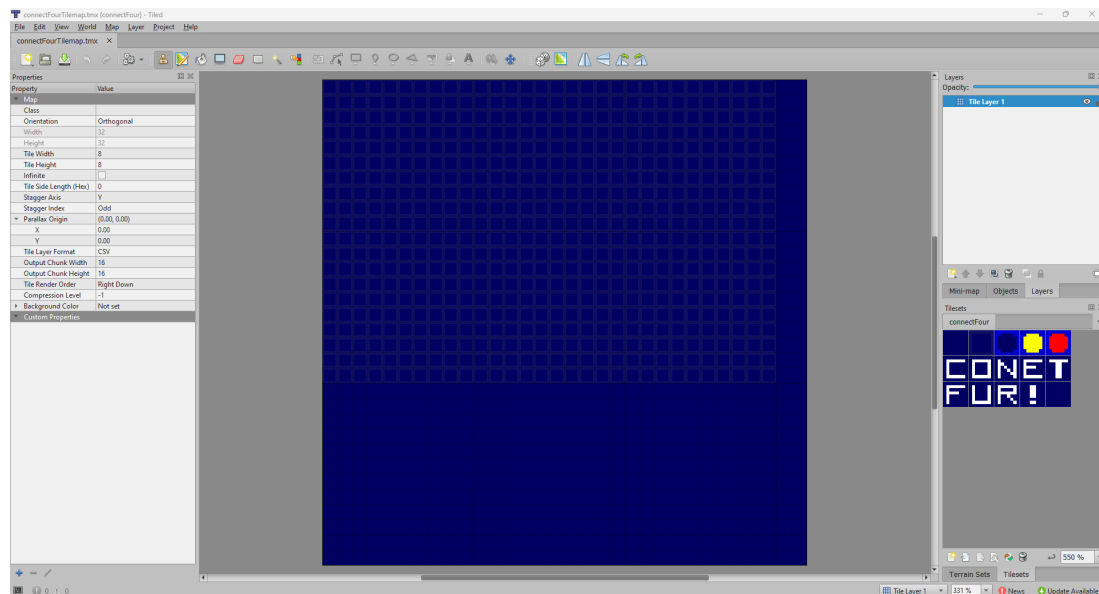 connectFourTilemap.tmx (connectFour) - Tiled
File Edit View World Map Layer Project Help
connectFourTilemap.tmx
Properties
Property Value
Map
Class
Orientation Orthogonal
Width 32
Height 32
Tile Width 8
Tile Height 8
Infinite
Tile Side Length (Hex) 0
Stagger Axis Y
Stagger Index Odd
Parallax Origin (0.00, 0.00)
X 0.00
Y 0.00
Tile Layer Format CSV
Output Chunk Width 16
Output Chunk Height 16
Tile Render Order Right Down
Compression Level -1
Background Color Not set
Custom Properties
Layers
Opacity:
Tile Layer 1
Mini-map Objects Layers
Tilesets
connectFour
CONET
FUR!
550 %
Terrain Sets Tilesets
0 0
Tile Layer 1 331 % News Update Available